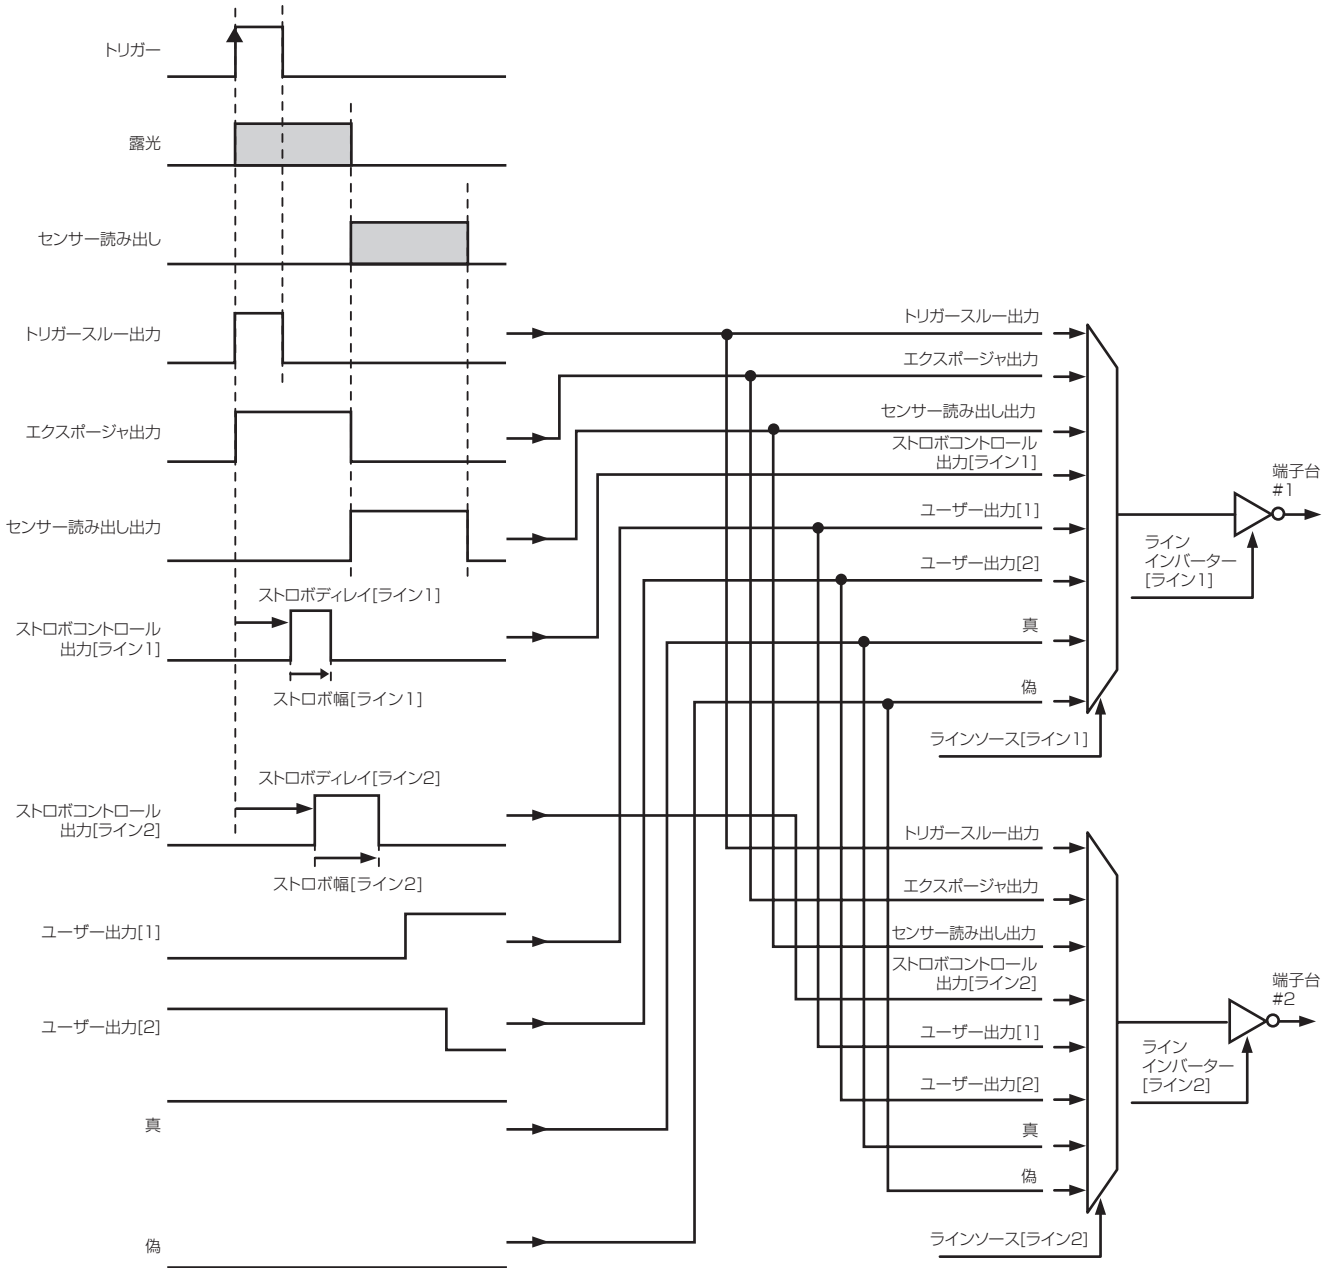 トリガー
露光
センサー読み出し
トリガースルー出力
エクスポージャ出力
センサー読み出し出力
ストロボディレイ[ライン1]
ストロボコントロール
出力[ライン1]
ストロボ幅[ライン1]
ストロボディレイ[ライン2]
ストロボコントロール
出力[ライン2]
ストロボ幅[ライン2]
ユーザー出力[1]
ユーザー出力[2]
真
偽
トリガースルー出力
エクスポージャ出力
センサー読み出し出力
ストロボコントロール
出力[ライン1]
ユーザー出力[1]
ユーザー出力[2]
真
偽
ラインソース[ライン1]
端子台
#1
ライン
インバーター
[ライン1]
トリガースルー出力
エクスポージャ出力
センサー読み出し出力
ストロボコントロール
出力[ライン2]
ユーザー出力[1]
ユーザー出力[2]
真
偽
ラインソース[ライン2]
端子台
#2
ライン
インバーター
[ライン2]